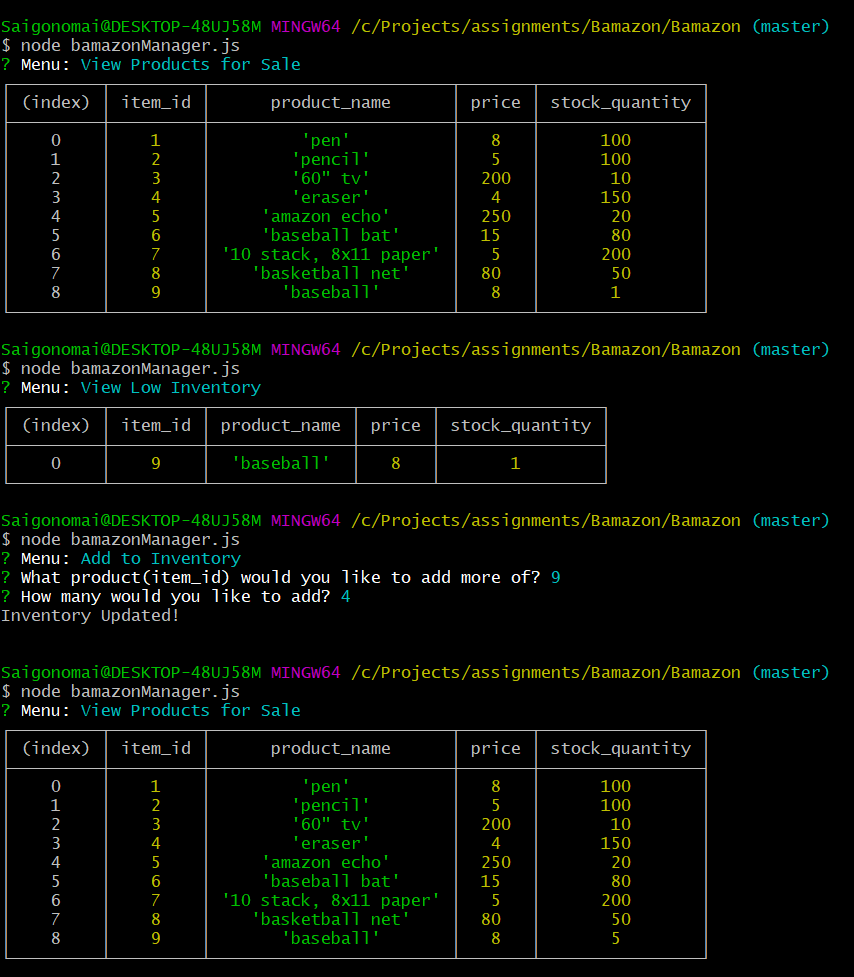 Saigonomai@DESKTOP-48UJ58M MINGW64 /c/Projects/assignments/Bamazon/Bamazon (master)
$ node bamazonManager.js
? Menu: View Products for Sale
(index) item_id product_name price stock_quantity
0 1 'pen' 8 100
1 2 'pencil' 5 100
2 3 '60" tv' 200 10
3 4 'eraser' 4 150
4 5 'amazon echo' 250 20
5 6 'baseball bat' 15 80
6 7 '10 stack, 8x11 paper' 5 200
7 8 'basketball net' 80 50
8 9 'baseball' 8 1
Saigonomai@DESKTOP-48UJ58M MINGW64 /c/Projects/assignments/Bamazon/Bamazon (master)
$ node bamazonManager.js
? Menu: View Low Inventory
(index) item_id product_name price stock_quantity
0 9 'baseball' 8 1
Saigonomai@DESKTOP-48UJ58M MINGW64 /c/Projects/assignments/Bamazon/Bamazon (master)
$ node bamazonManager.js
? Menu: Add to Inventory
? What product(item_id) would you like to add more of? 9
? How many would you like to add? 4
Inventory Updated!
Saigonomai@DESKTOP-48UJ58M MINGW64 /c/Projects/assignments/Bamazon/Bamazon (master)
$ node bamazonManager.js
? Menu: View Products for Sale
(index) item_id product_name price stock_quantity
0 1 'pen' 8 100
1 2 'pencil' 5 100
2 3 '60" tv' 200 10
3 4 'eraser' 4 150
4 5 'amazon echo' 250 20
5 6 'baseball bat' 15 80
6 7 '10 stack, 8x11 paper' 5 200
7 8 'basketball net' 80 50
8 9 'baseball' 8 5